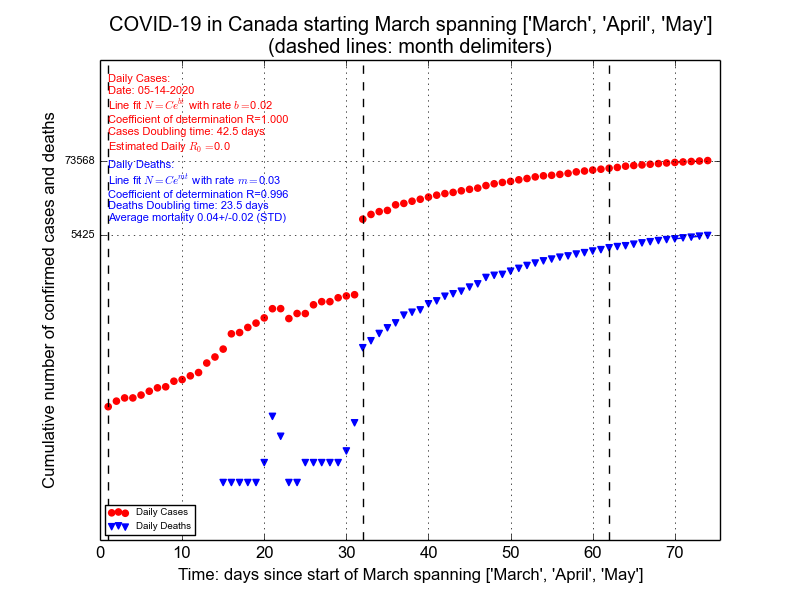 COVID-19 in Canada starting March spanning ['March', 'April', 'May']
(dashed lines: month delimiters)
Daily Cases:
Date: 05-14-2020
Line fit N = Ce^{bt} with rate b =0.02
Coefficient of determination R=1.000
Cases Doubling time: 42.5 days
Estimated Daily R_0 =0.0
Daily Deaths:
Line fit N = Ce^{mt} with rate m =0.03
Coefficient of determination R=0.996
Deaths Doubling time: 23.5 days
Average mortality 0.04+/-0.02 (STD)
73568
5425
Cumulative number of confirmed cases and deaths
Daily Cases
Daily Deaths
0 10 20 30 40 50 60 70
Time: days since start of March spanning ['March', 'April', 'May']